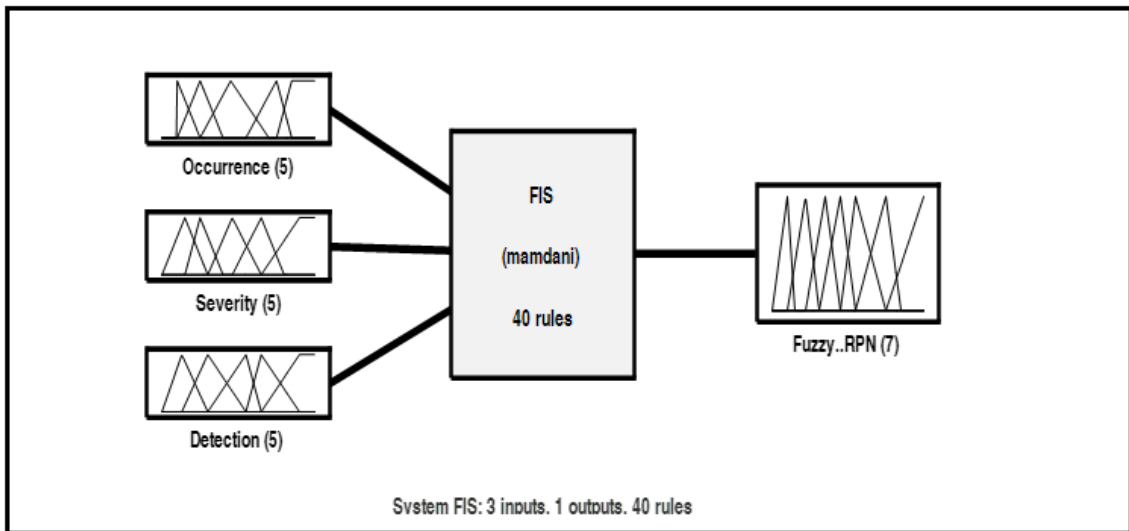 Occurrence (5)
Severity (5)
Detection (5)
FIS
(mamdani)
40 rules
Fuzzy..RPN (7)
System FIS: 3 inputs, 1 outputs, 40 rules